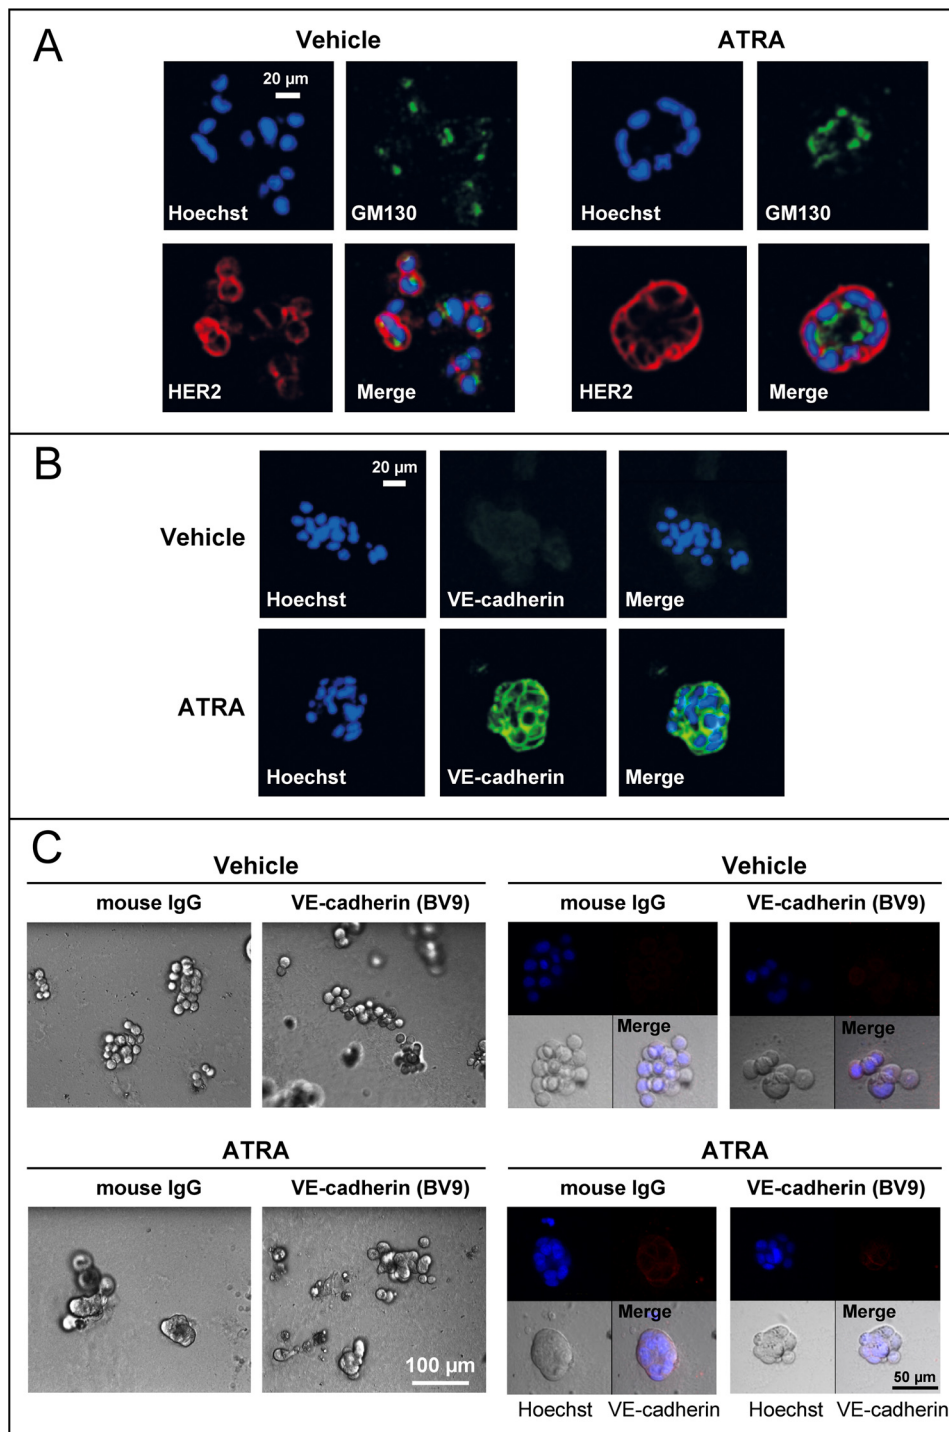 A
Vehicle ATRA
20 µm
Hoechst GM130 Hoechst GM130
HER2 Merge HER2 Merge
B
20 µm
Vehicle
Hoechst VE-cadherin Merge
ATRA
Hoechst VE-cadherin Merge
C
Vehicle Vehicle
mouse IgG VE-cadherin (BV9) mouse IgG VE-cadherin (BV9)
Merge Merge
ATRA ATRA
mouse IgG VE-cadherin (BV9) mouse IgG VE-cadherin (BV9)
Merge Merge
100 µm 50 µm
Hoechst VE-cadherin Hoechst VE-cadherin